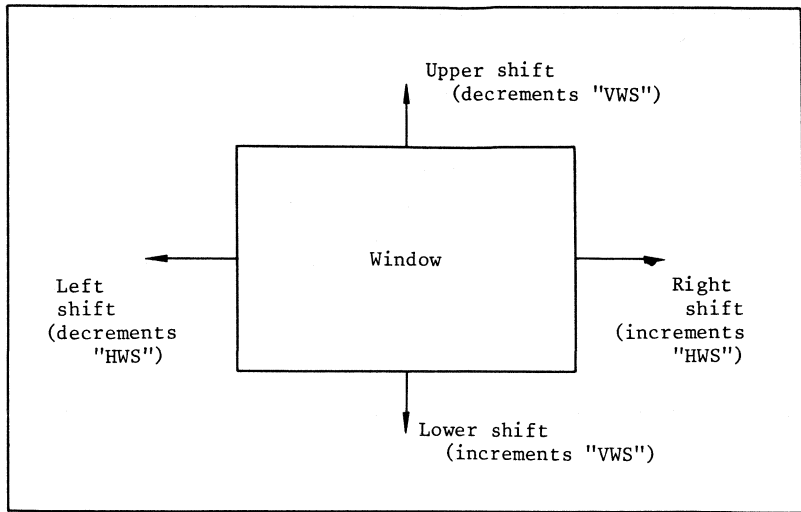 Upper shift
(decrements "VWS")
Window
Left
shift
(decrements
"HWS")
Right
shift
(increments
"HWS")
Lower shift
(increments "VWS")